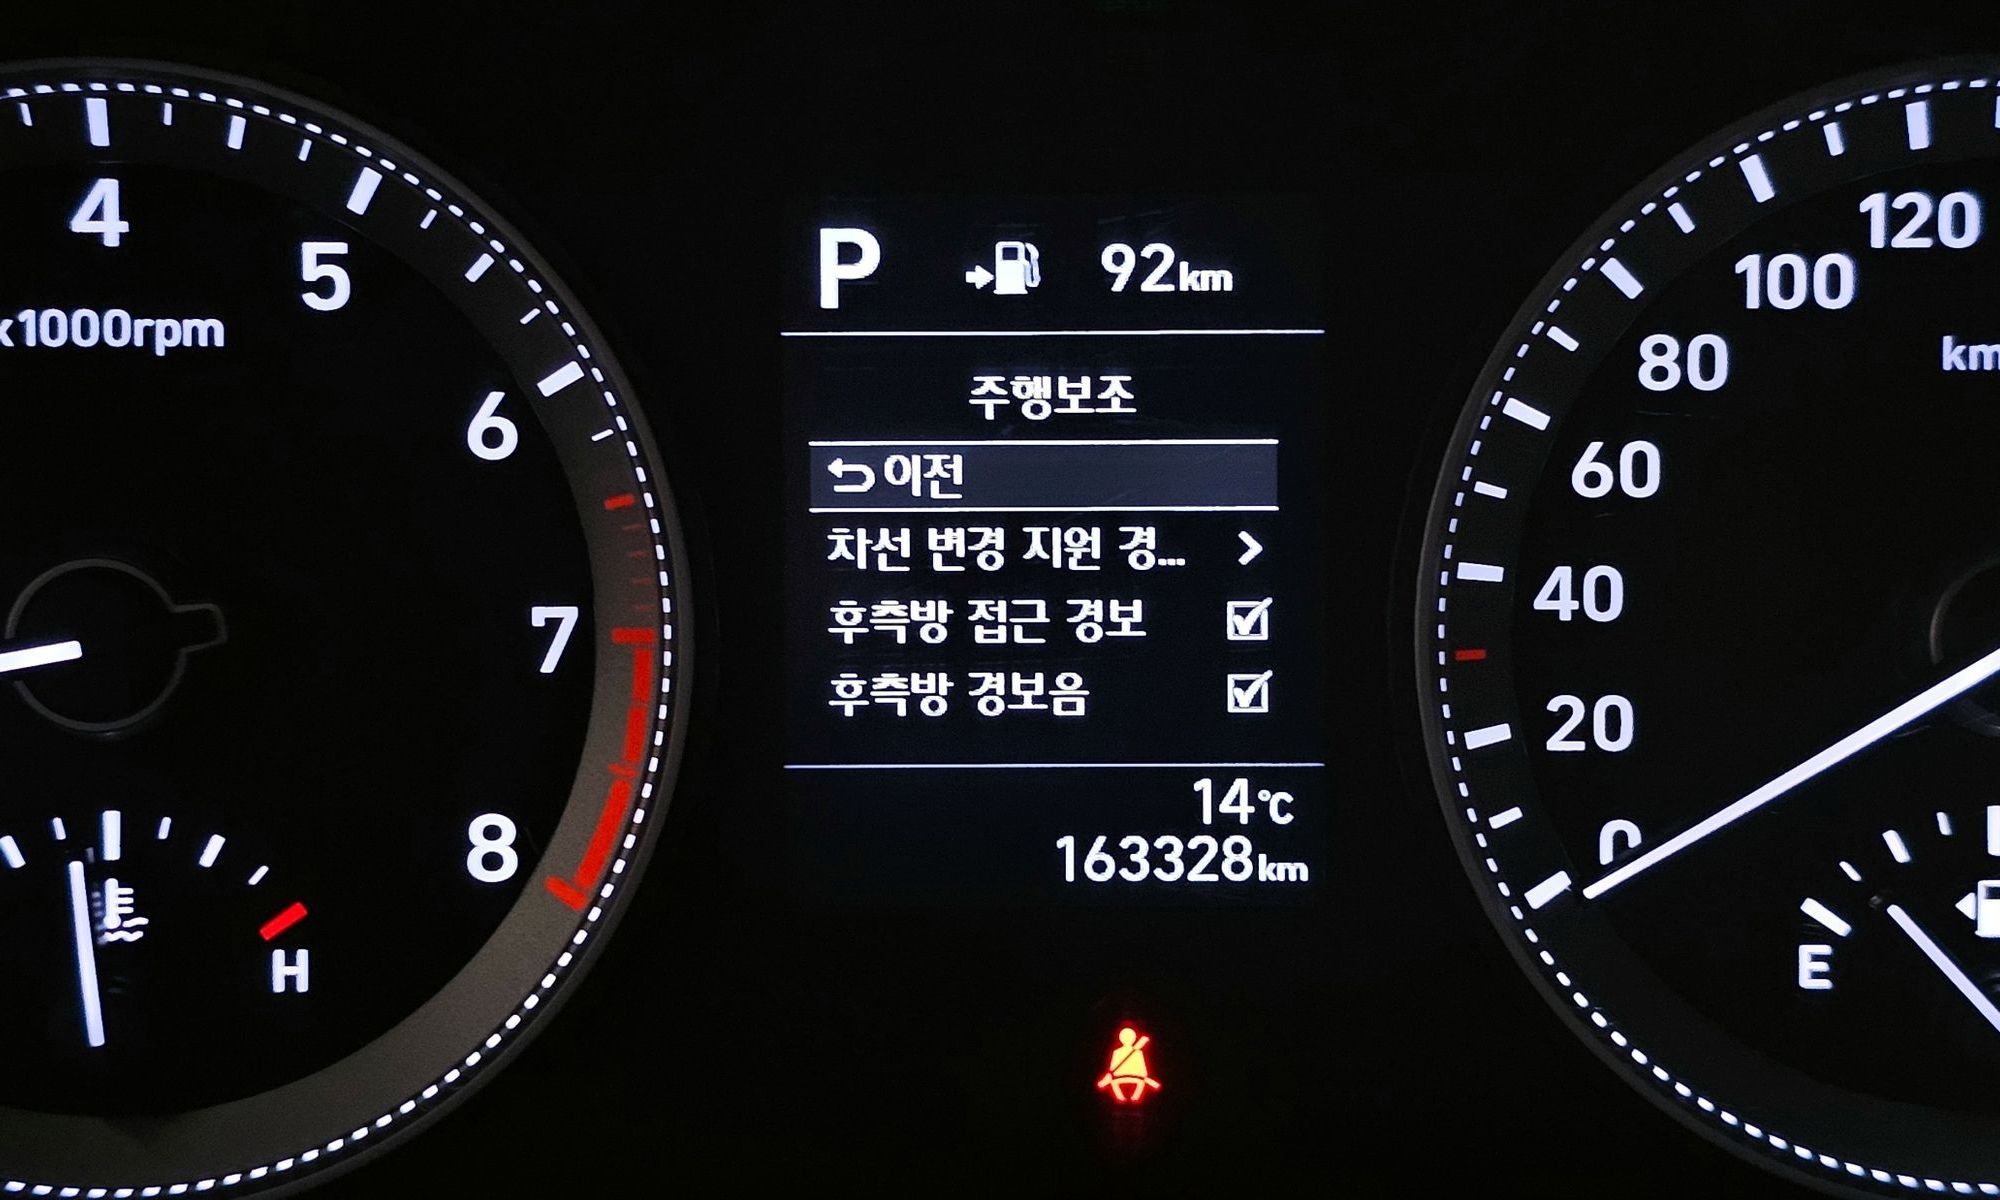 4
5
x1000rpm
6
7
8
H
P 92km
주행보조
이전
차선 변경 지원 경...
후측방 접근 경보
후측방 경보음
14℃
163328km
120
100
80
km
60
40
20
0
E